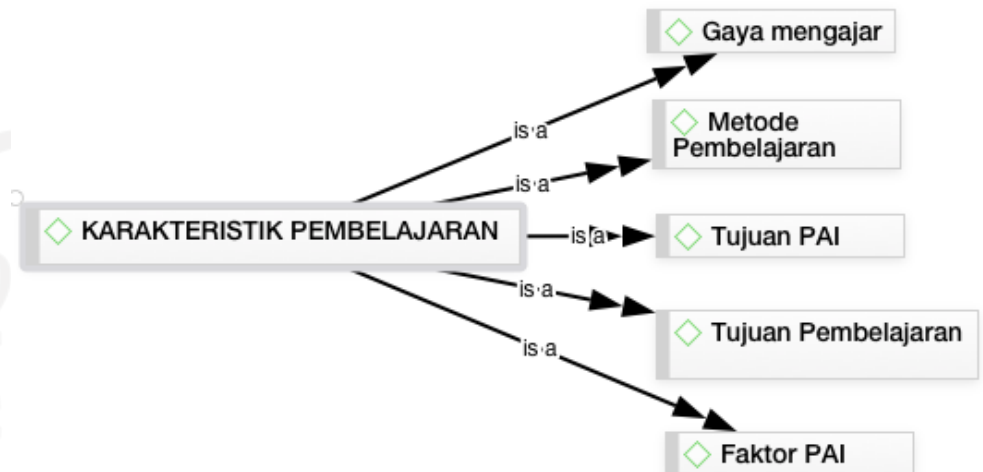 Gaya mengajar
is a
Metode
Pembelajaran
is a
KARAKTERISTIK PEMBELAJARAN
is a
Tujuan PAI
is a
Tujuan Pembelajaran
is a
Faktor PAI